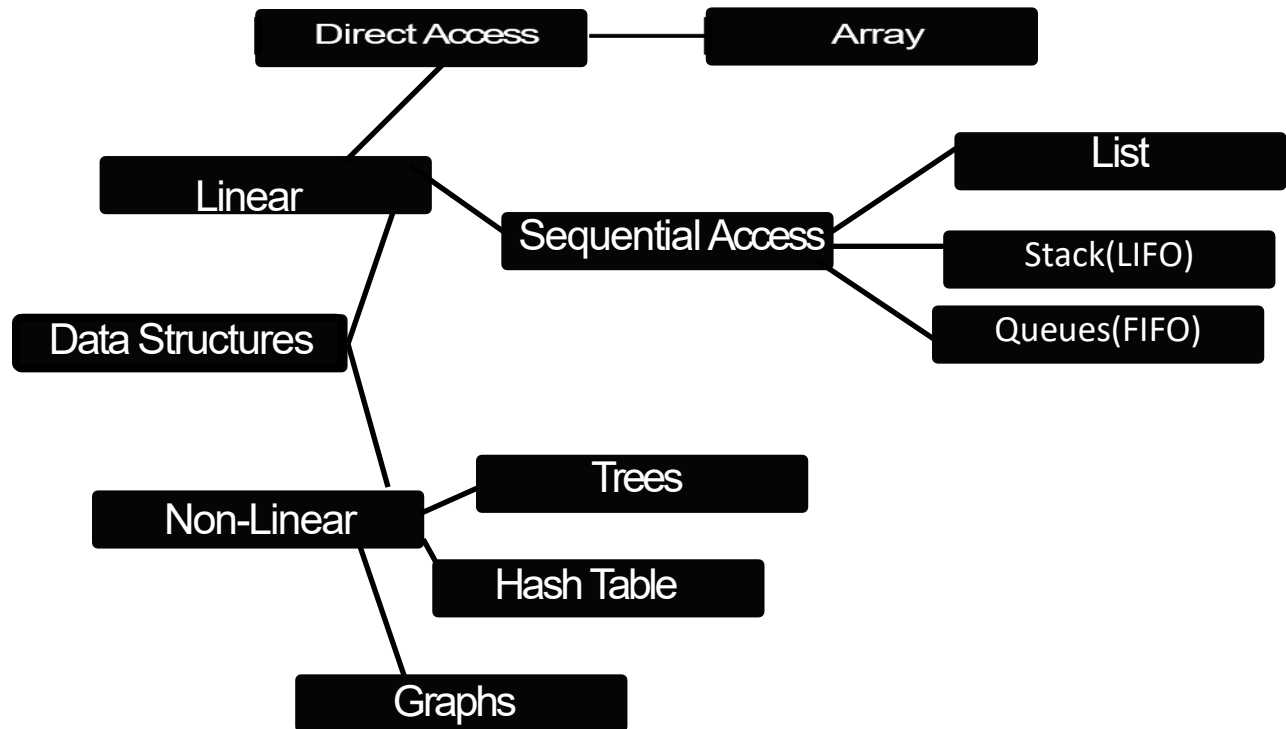 Direct Access
Array
List
Linear
Sequential Access
Stack(LIFO)
Queues(FIFO)
Data Structures
Trees
Non-Linear
Hash Table
Graphs